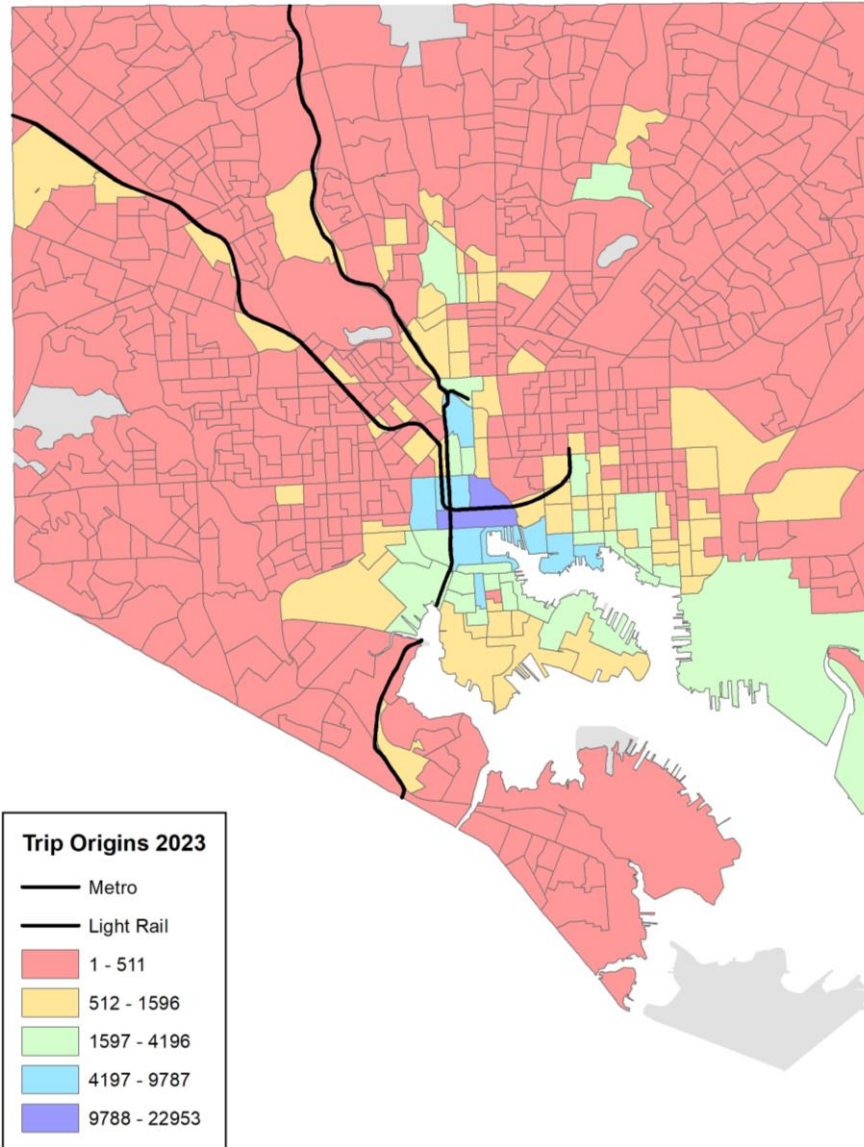 Trip Origins 2023
Metro
Light Rail
1 - 511
512 - 1596
1597 - 4196
4197 - 9787
9788 - 22953